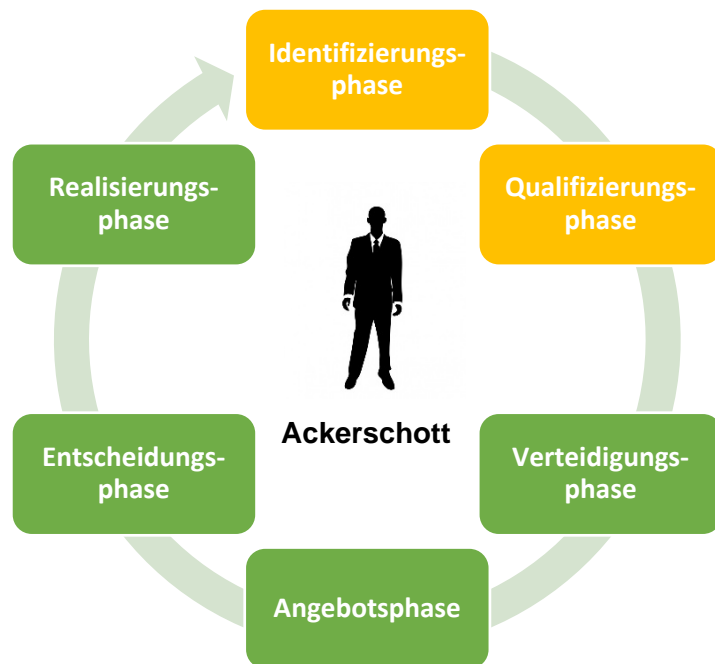 Identifizierungs-
phase
Qualifizierungs-
phase
Verteidigungs-
phase
Angebotsphase
Entscheidungs-
phase
Realisierungs-
phase
Ackerschott